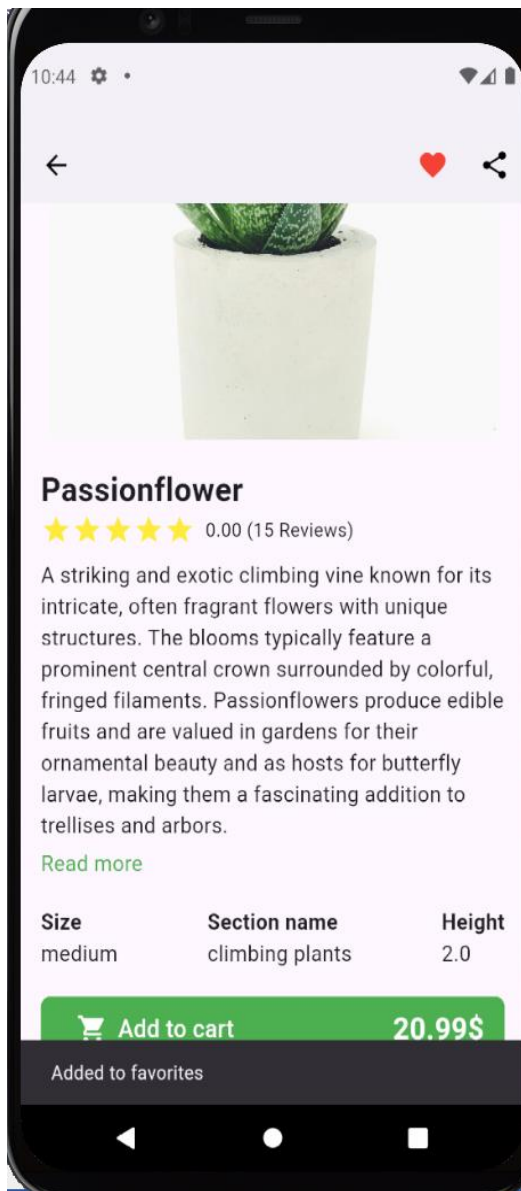 10:44
Passionflower
0.00 (15 Reviews)
A striking and exotic climbing vine known for its
intricate, often fragrant flowers with unique
structures. The blooms typically feature a
prominent central crown surrounded by colorful,
fringed filaments. Passionflowers produce edible
fruits and are valued in gardens for their
ornamental beauty and as hosts for butterfly
larvae, making them a fascinating addition to
trellises and arbors.
Read more
Size Section name Height
medium climbing plants 2.0
Add to cart 20.99$
Added to favorites